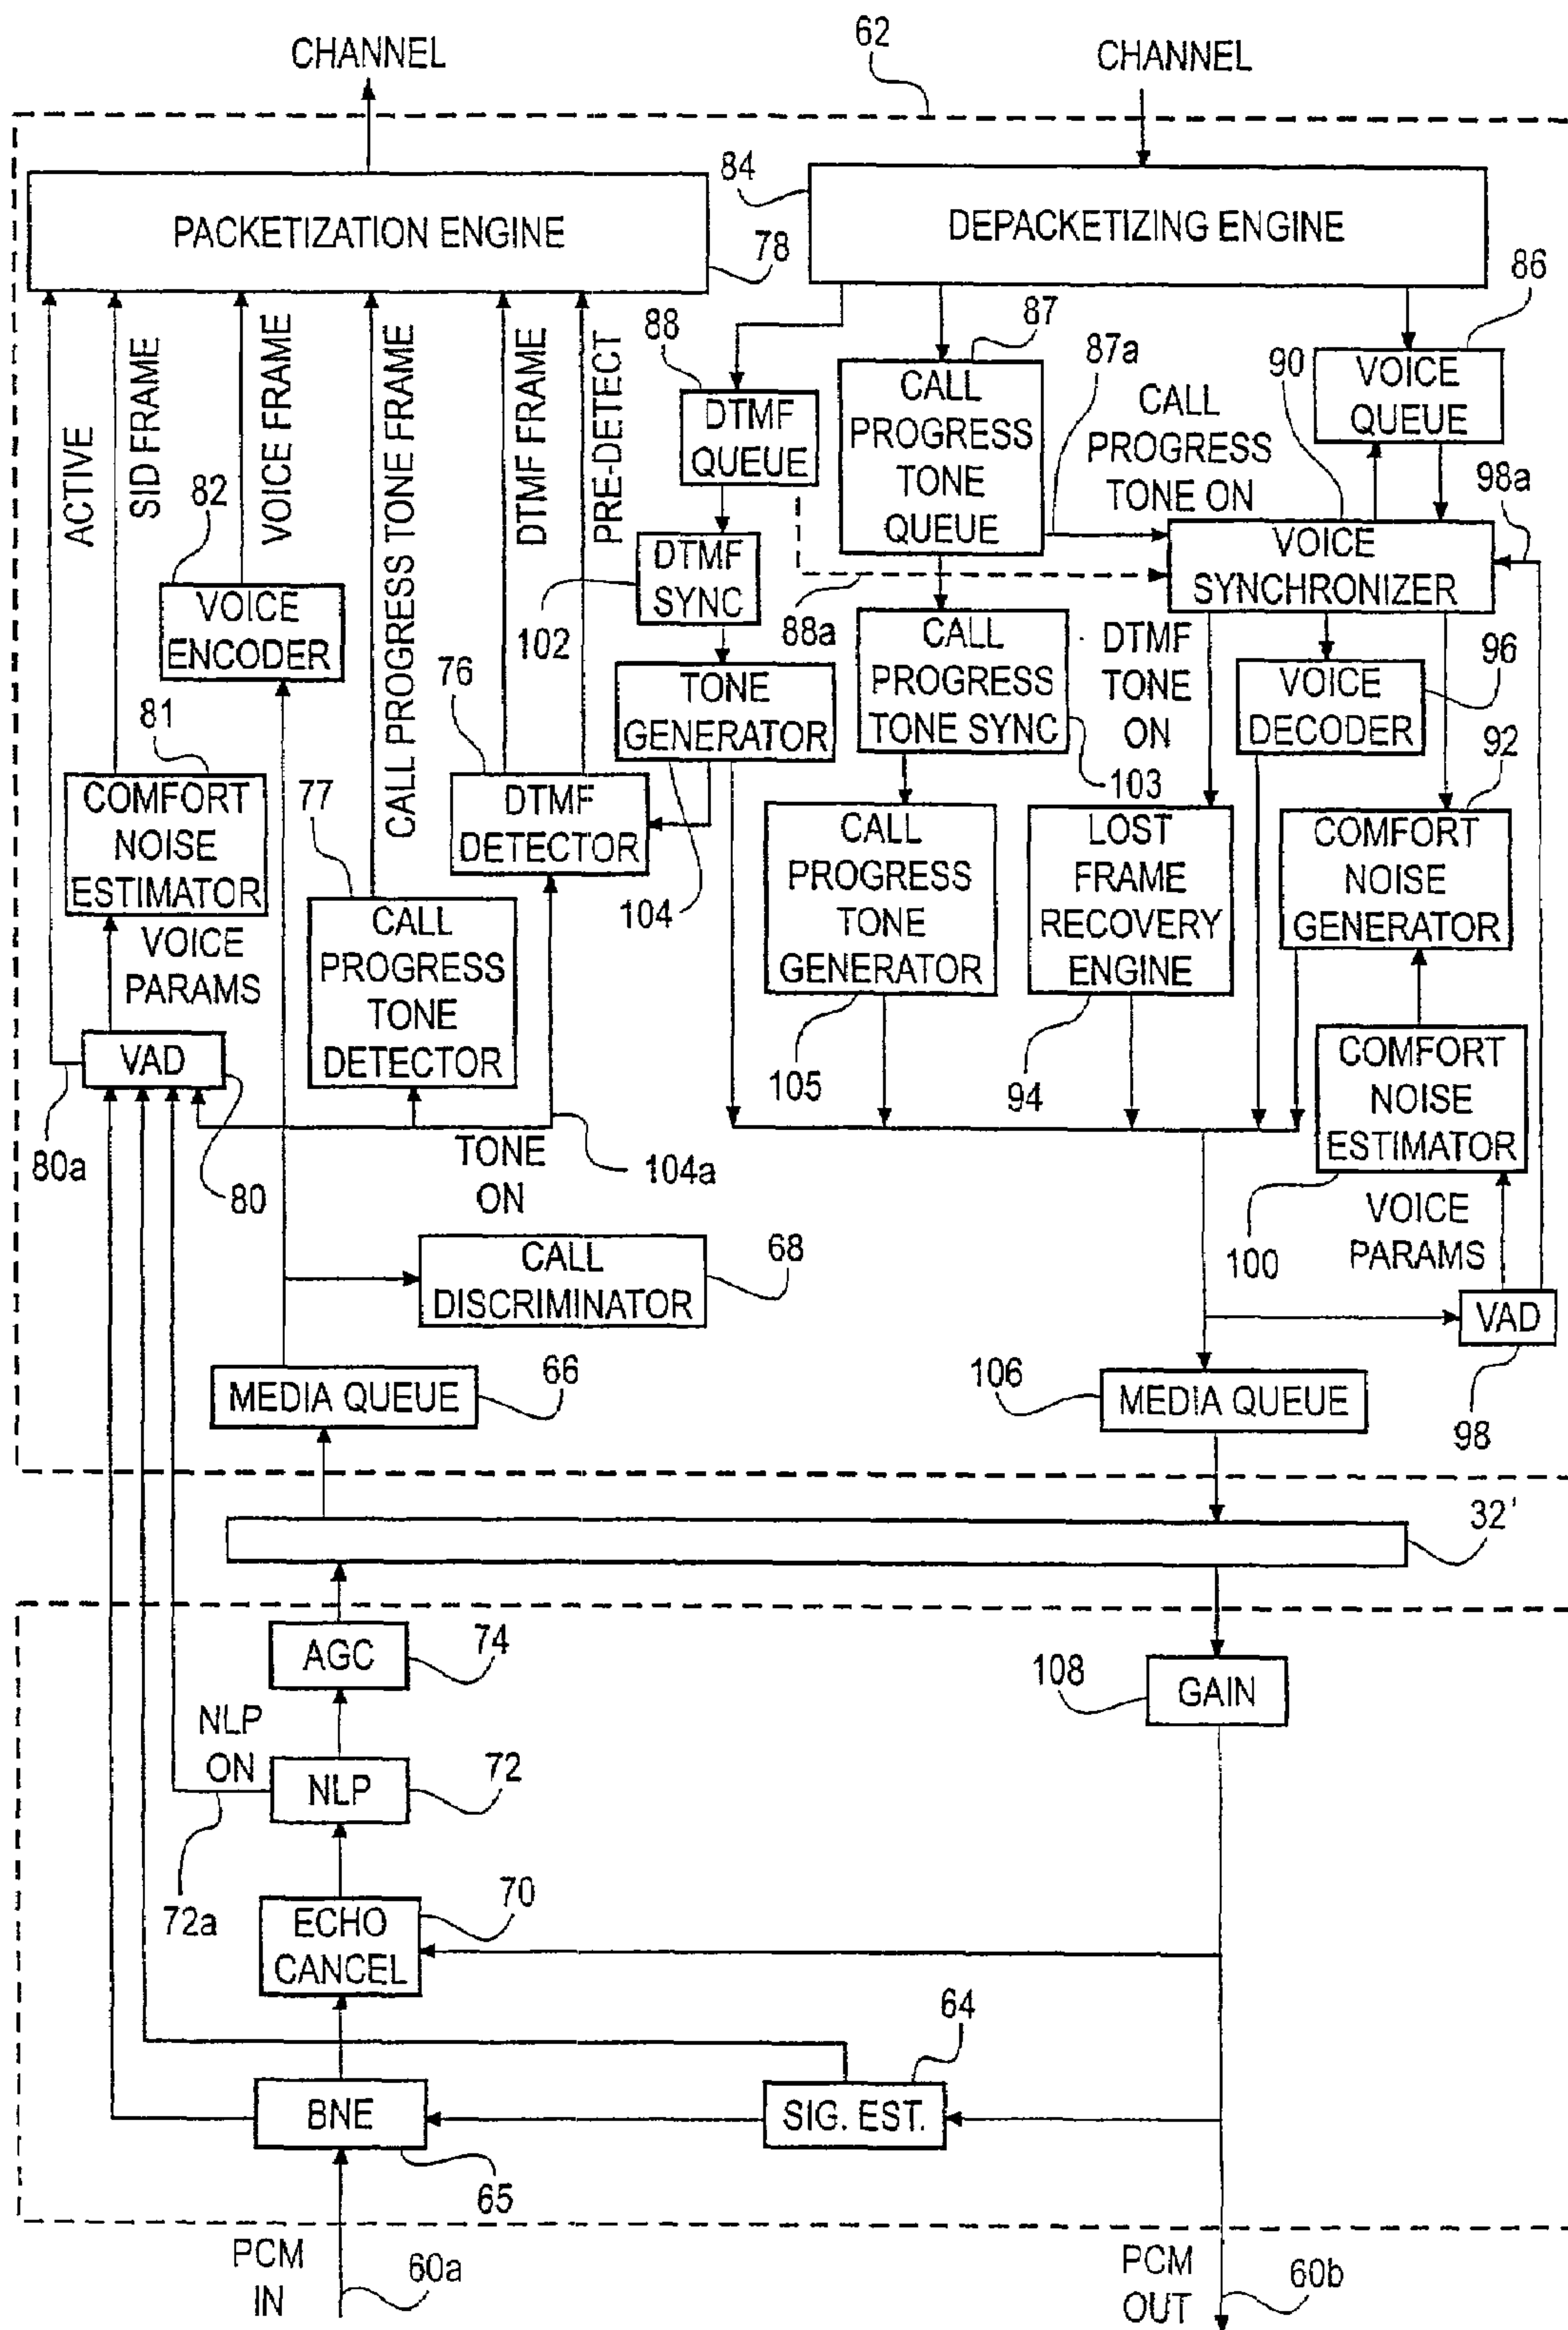 CHANNEL
62
CHANNEL
PACKETIZATION ENGINE
78
84
DEPACKETIZING ENGINE
ACTIVE
SID FRAME
VOICE FRAME
CALL PROGRESS TONE FRAME
DTMF FRAME
PRE-DETECT
88
DTMF
QUEUE
87
CALL
PROGRESS
TONE
QUEUE
87a
CALL
PROGRESS
TONE ON
90
86
VOICE
QUEUE
98a
82
VOICE
ENCODER
102
DTMF
SYNC
88a
VOICE
SYNCHRONIZER
81
COMFORT
NOISE
ESTIMATOR
76
DTMF
DETECTOR
TONE
GENERATOR
104
CALL
PROGRESS
TONE SYNC
103
DTMF
TONE
ON
VOICE
DECODER
96
92
77
CALL
PROGRESS
TONE
DETECTOR
CALL
PROGRESS
TONE
GENERATOR
105
LOST
FRAME
RECOVERY
ENGINE
94
COMFORT
NOISE
GENERATOR
VOICE
PARAMS
VAD
80a
80
TONE
ON
104a
COMFORT
NOISE
ESTIMATOR
100
VOICE
PARAMS
CALL
DISCRIMINATOR
68
VAD
98
MEDIA QUEUE
66
106
MEDIA QUEUE
32'
AGC
74
108
GAIN
NLP
ON
NLP
72
72a
ECHO
CANCEL
70
64
BNE
65
SIG. EST.
PCM
IN
60a
PCM
OUT
60b